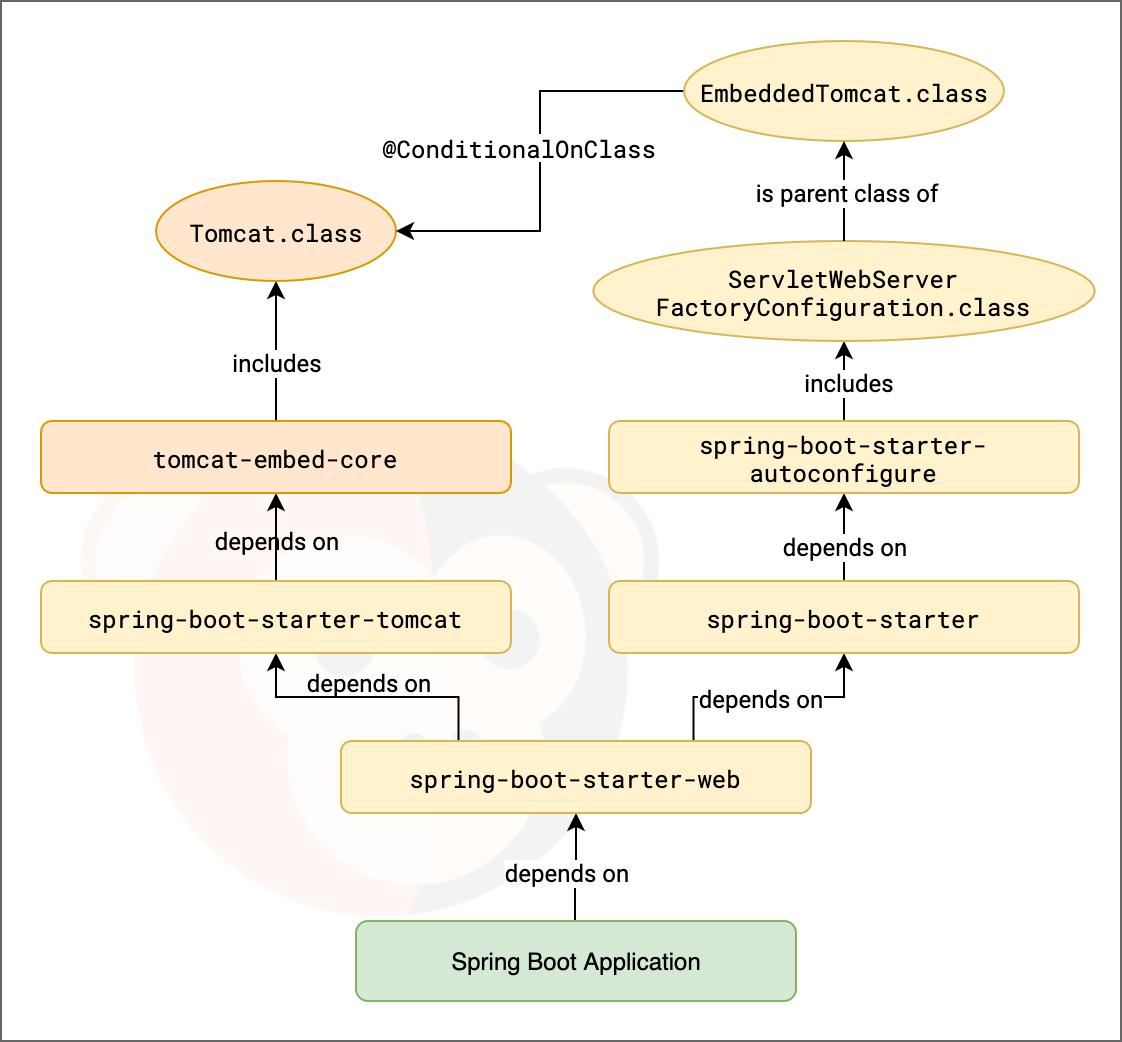 EmbeddedTomcat.class
@ConditionalOnClass
is parent class of
Tomcat.class
ServletWebServer
FactoryConfiguration.class
includes
includes
tomcat-embed-core
spring-boot-starter-
autoconfigure
depends on
depends on
spring-boot-starter-tomcat
spring-boot-starter
depends on
depends on
spring-boot-starter-web
depends on
Spring Boot Application